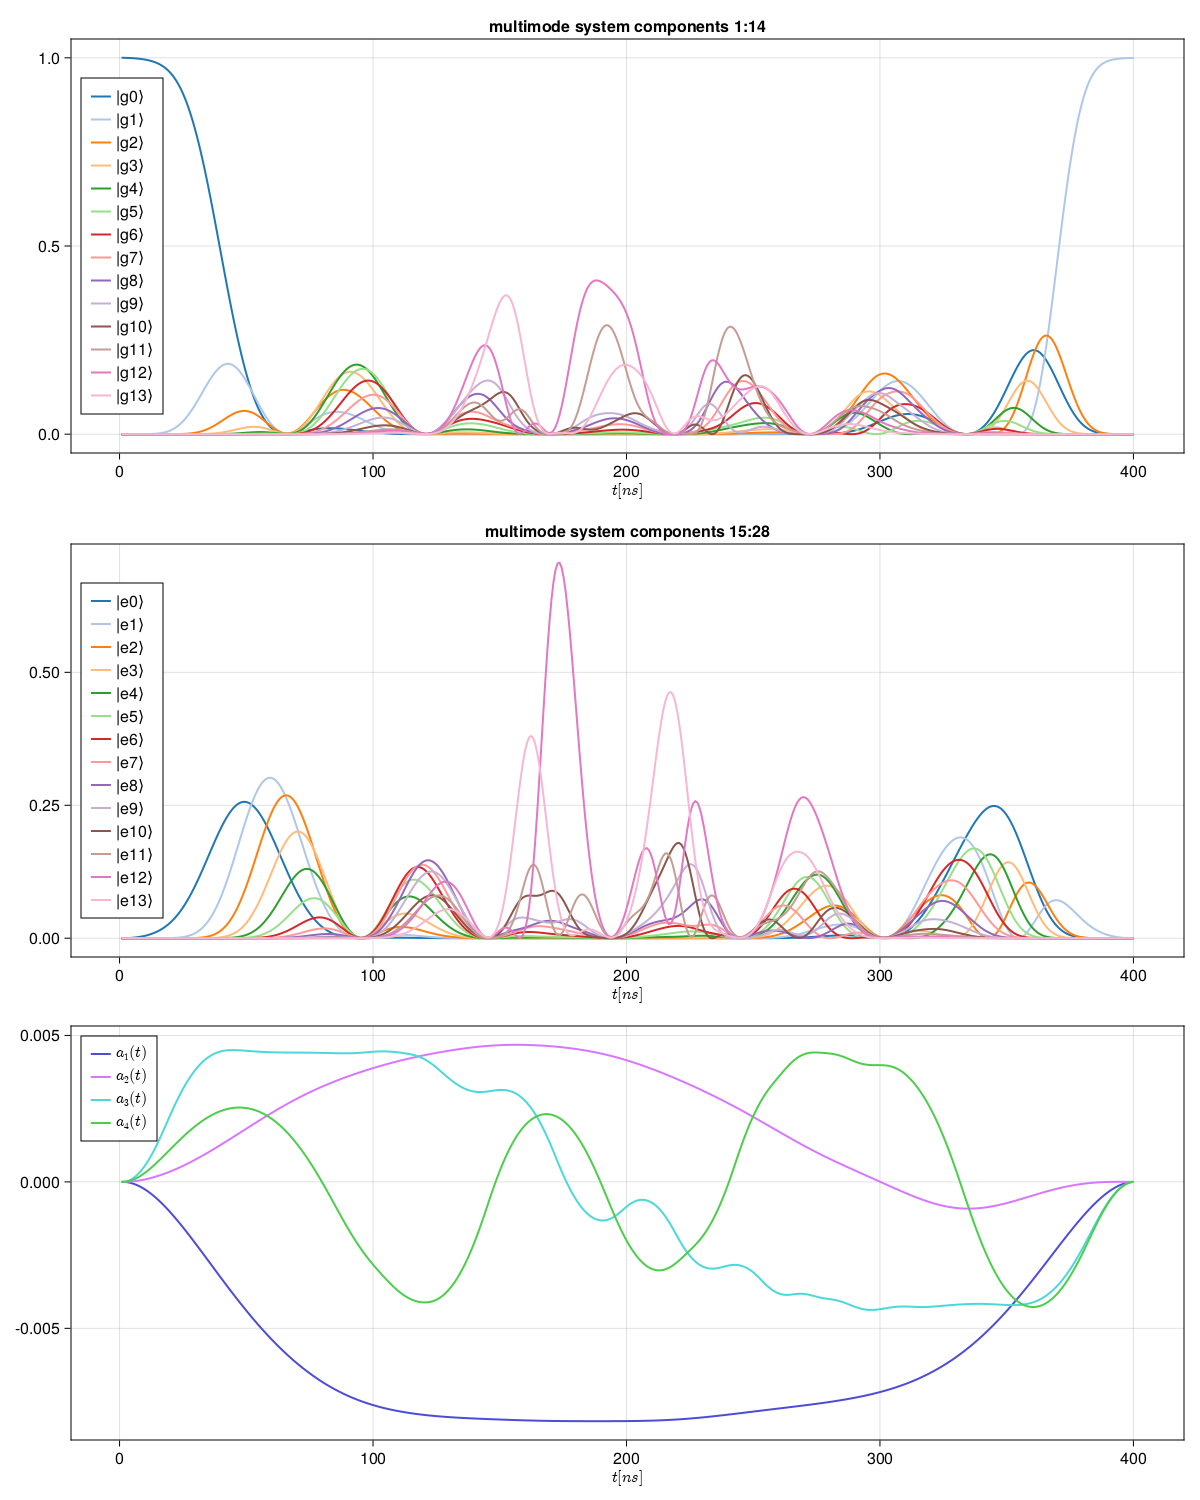 multimode system components 1:14
1.0
0.5
0.0
|g0⟩
|g1⟩
|g2⟩
|g3⟩
|g4⟩
|g5⟩
|g6⟩
|g7⟩
|g8⟩
|g9⟩
|g10⟩
|g11⟩
|g12⟩
|g13⟩
0 100 200 300 400
t[ns]
multimode system components 15:28
0.50
0.25
0.00
|e0⟩
|e1⟩
|e2⟩
|e3⟩
|e4⟩
|e5⟩
|e6⟩
|e7⟩
|e8⟩
|e9⟩
|e10⟩
|e11⟩
|e12⟩
|e13⟩
0 100 200 300 400
t[ns]
0.005
0.000
-0.005
a₁(t)
a₂(t)
a₃(t)
a₄(t)
0 100 200 300 400
t[ns]